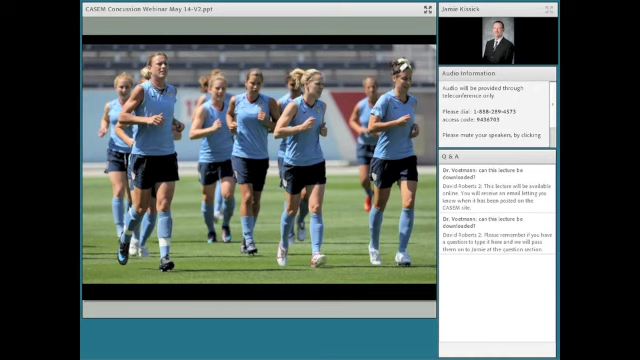 CASEM Concussion Webinar May 14-V2.ppt
Jamie Kissick
Audio Information
Audio will be provided through
teleconference only.
Please dial: 1-888-289-4573
access code: 9436703
Please mute your speakers, by clicking
Q & A
Dr. Vostmann: can this lecture be
downloaded?
David Roberts 2: This lecture will be available
online. You will receive an email letting you
know when it has been posted on the
CASEM site.
Dr. Vostmann: can this lecture be
downloaded?
David Roberts 2: Please remember if you have
a question to type it here and we will pass
them on to Jamie at the question section.